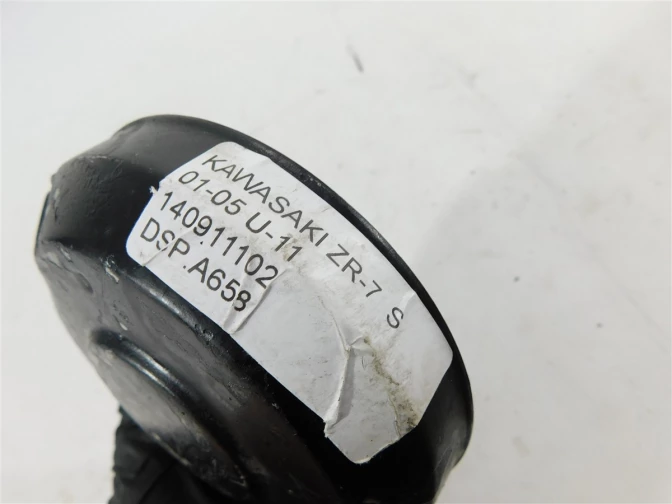 KAWASAKI ZR-7 S
01-05 U-11
140911102
DSP.A658